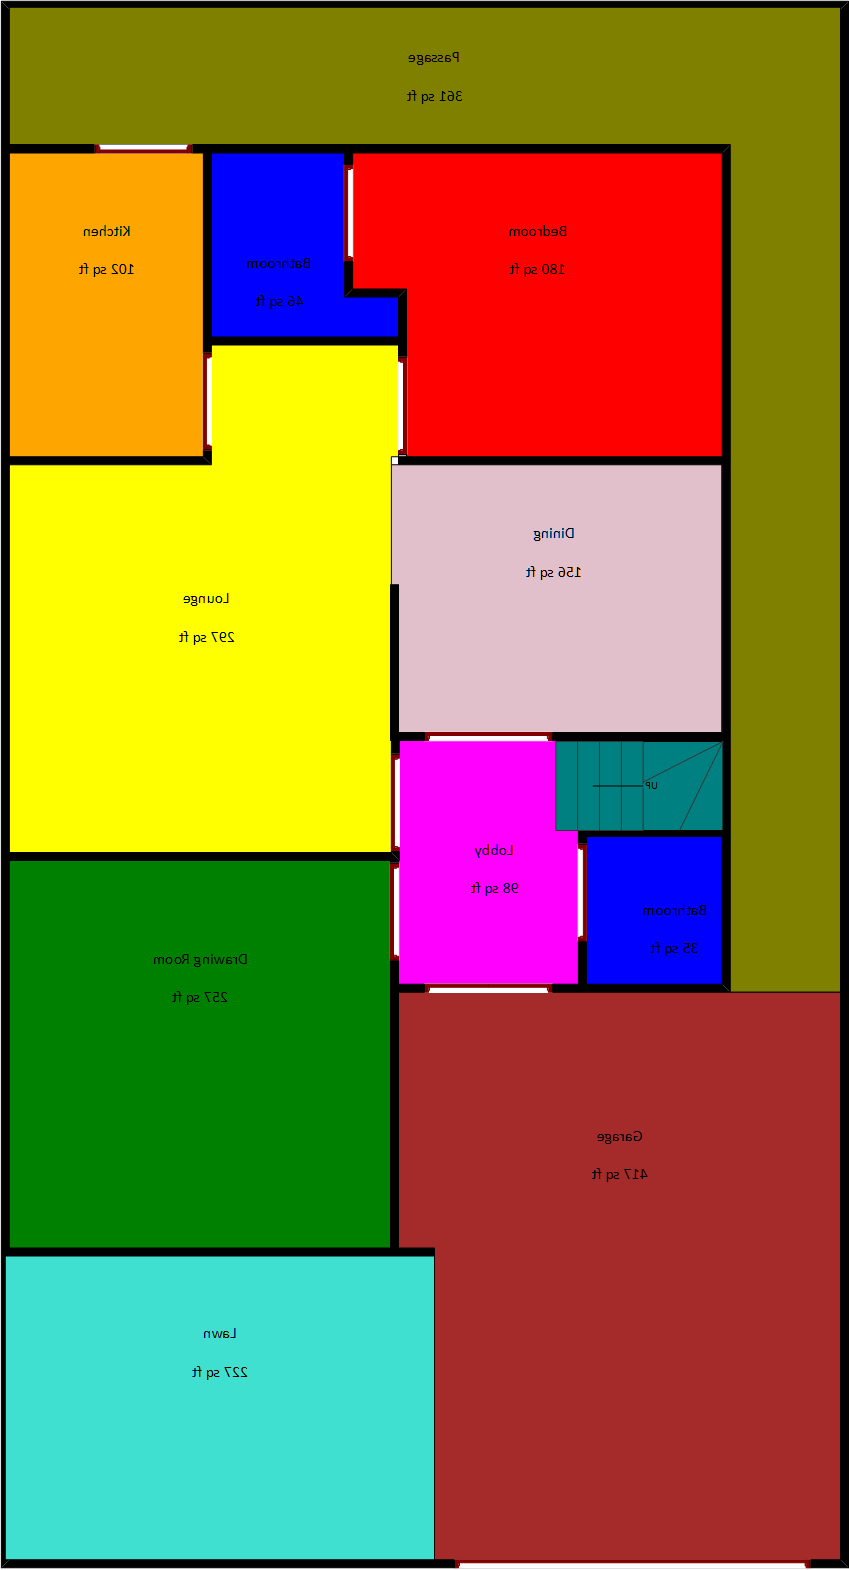 Passage
361 sq ft
Kitchen
102 sq ft
Bathroom
46 sq ft
Bedroom
180 sq ft
Dining
156 sq ft
Lounge
297 sq ft
UP
Lobby
98 sq ft
Bathroom
35 sq ft
Drawing Room
257 sq ft
Garage
417 sq ft
Lawn
227 sq ft